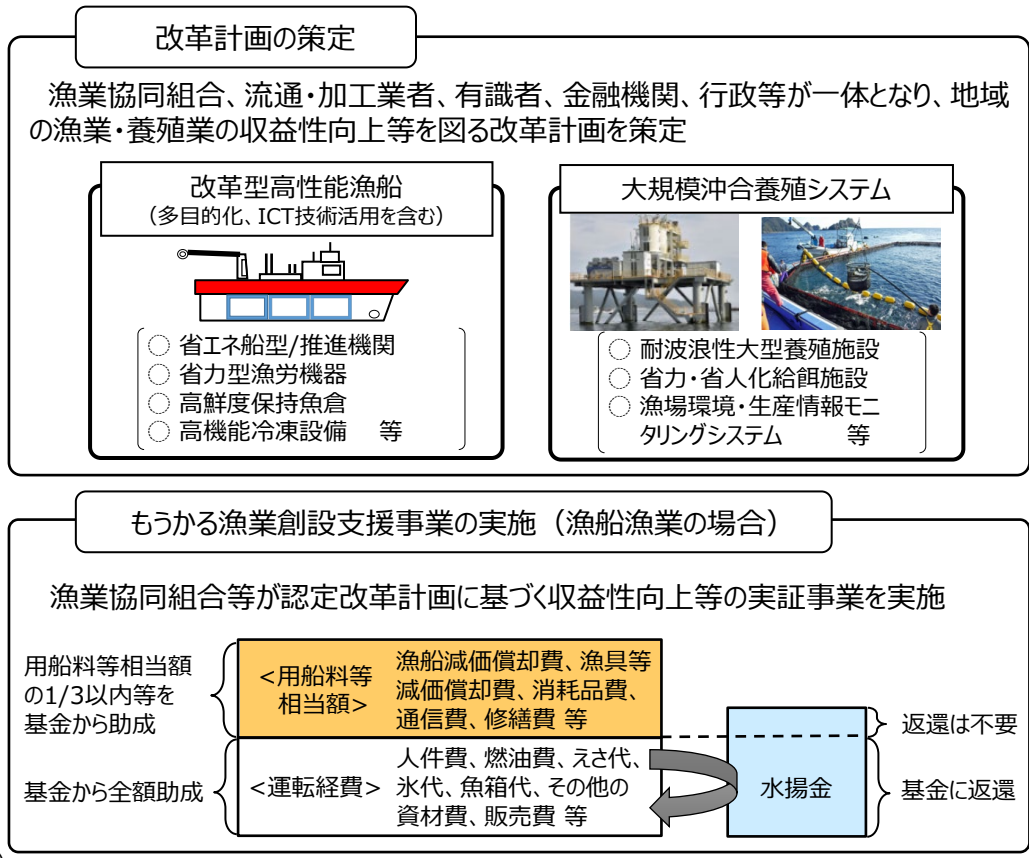 改革計画の策定
漁業協同組合、流通・加工業者、有識者、金融機関、行政等が一体となり、地域
の漁業・養殖業の収益性向上等を図る改革計画を策定
改革型高性能漁船
（多目的化、ICT技術活用を含む）
○ 省エネ船型/推進機関
○ 省力型漁労機器
○ 高鮮度保持魚倉
○ 高機能冷凍設備　等
大規模沖合養殖システム
○ 耐波浪性大型養殖施設
○ 省力・省人化給餌施設
○ 漁場環境・生産情報モニ
タリングシステム　等
もうかる漁業創設支援事業の実施（漁船漁業の場合）
漁業協同組合等が認定改革計画に基づく収益性向上等の実証事業を実施
用船料等相当額
の1/3以内等を
基金から助成
<用船料等
相当額>
漁船減価償却費、漁具等
減価償却費、消耗品費、
通信費、修繕費 等
返還は不要
基金から全額助成
<運転経費>
人件費、燃油費、えさ代、
氷代、魚箱代、その他の
資材費、販売費 等
水揚金
基金に返還